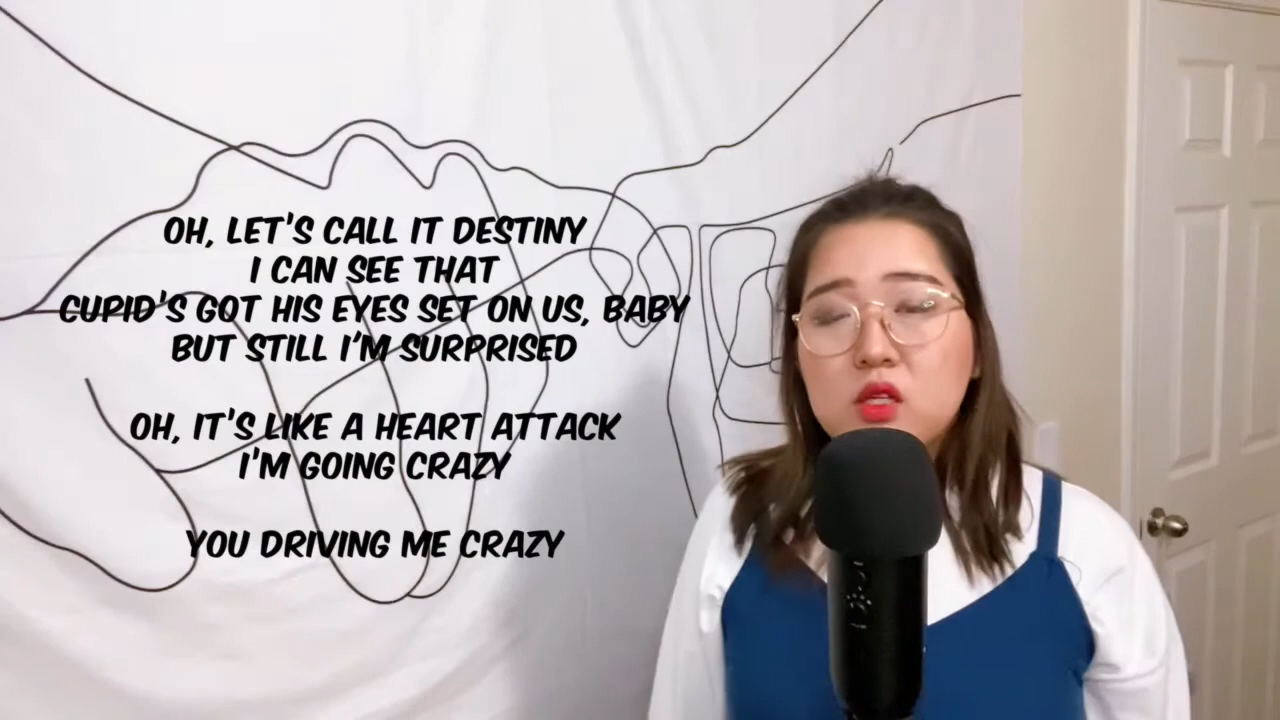 OH, LET'S CALL IT DESTINY
I CAN SEE THAT
CUPID'S GOT HIS EYES SET ON US, BABY
BUT STILL I'M SURPRISED
OH, IT'S LIKE A HEART ATTACK
I'M GOING CRAZY
YOU DRIVING ME CRAZY